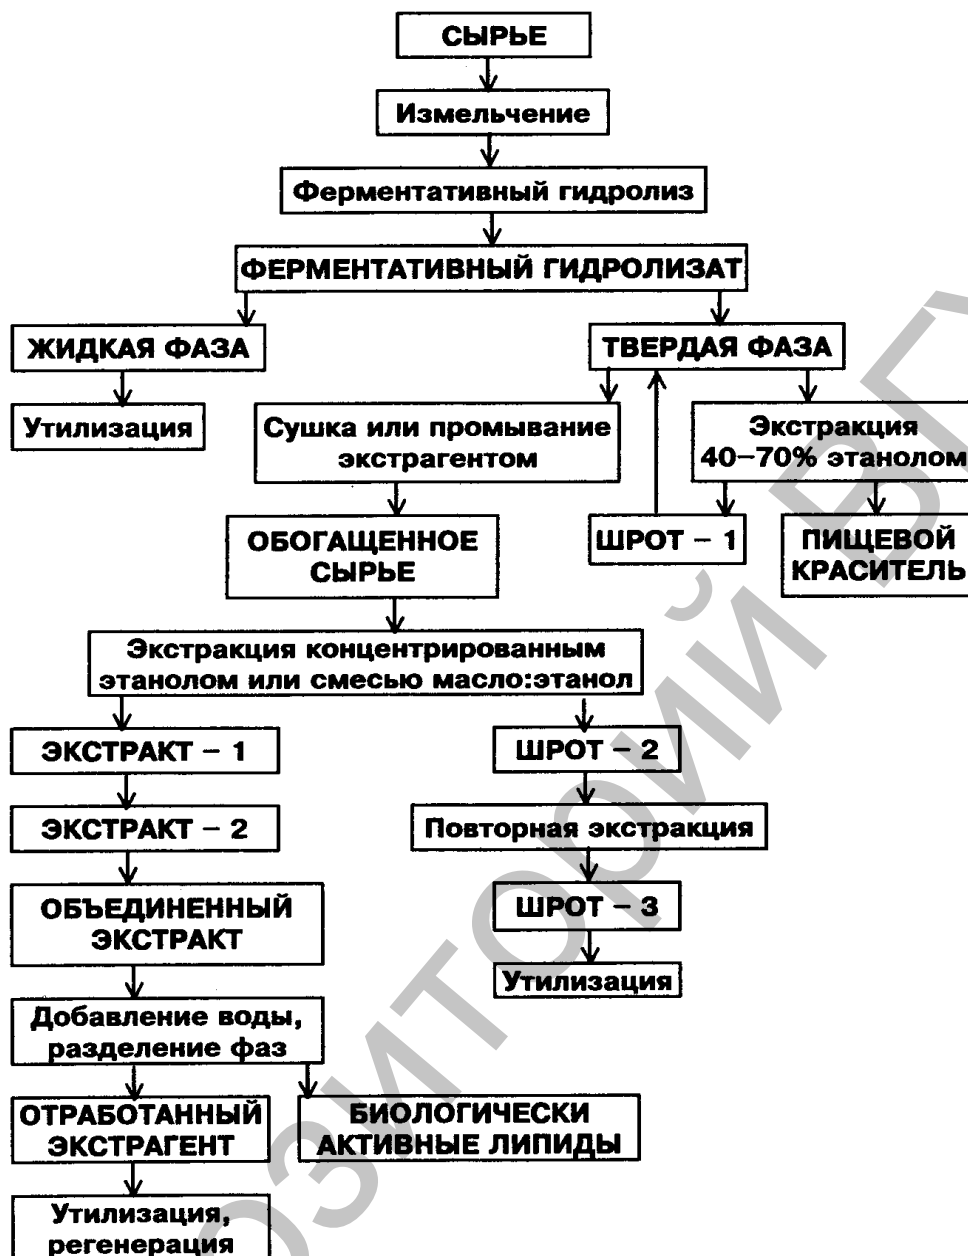 СЫРЬЕ
Измельчение
Ферментативный гидролиз
ФЕРМЕНТАТИВНЫЙ ГИДРОЛИЗАТ
ЖИДКАЯ ФАЗА
ТВЕРДАЯ ФАЗА
Утилизация
Сушка или промывание
экстрагентом
Экстракция
40–70% этанолом
ОБОГАЩЕННОЕ
СЫРЬЕ
ШРОТ – 1
ПИЩЕВОЙ
КРАСИТЕЛЬ
Экстракция концентрированным
этанолом или смесью масло:этанол
ЭКСТРАКТ – 1
ШРОТ – 2
ЭКСТРАКТ – 2
Повторная экстракция
ОБЪЕДИНЕННЫЙ
ЭКСТРАКТ
ШРОТ – 3
Утилизация
Добавление воды,
разделение фаз
ОТРАБОТАННЫЙ
ЭКСТРАГЕНТ
БИОЛОГИЧЕСКИ
АКТИВНЫЕ ЛИПИДЫ
Утилизация,
регенерация